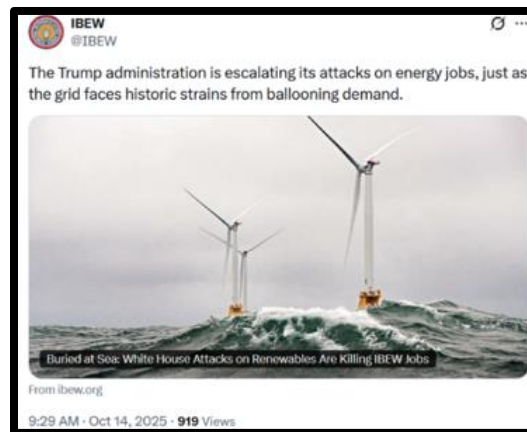 IBEW
@IBEW
The Trump administration is escalating its attacks on energy jobs, just as
the grid faces historic strains from ballooning demand.
Buried at Sea: White House Attacks on Renewables Are Killing IBEW Jobs
From ibew.org
9:29 AM · Oct 14, 2025 · 919 Views